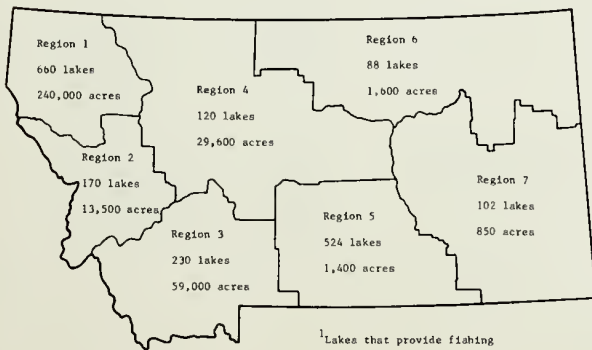 Region 1
660 lakes
240,000 acres
Region 6
88 lakes
1,600 acres
Region 4
120 lakes
29,600 acres
Region 2
170 lakes
13,500 acres
Region 7
102 lakes
850 acres
Region 5
524 lakes
1,400 acres
Region 3
230 lakes
59,000 acres
¹Lakes that provide fishing